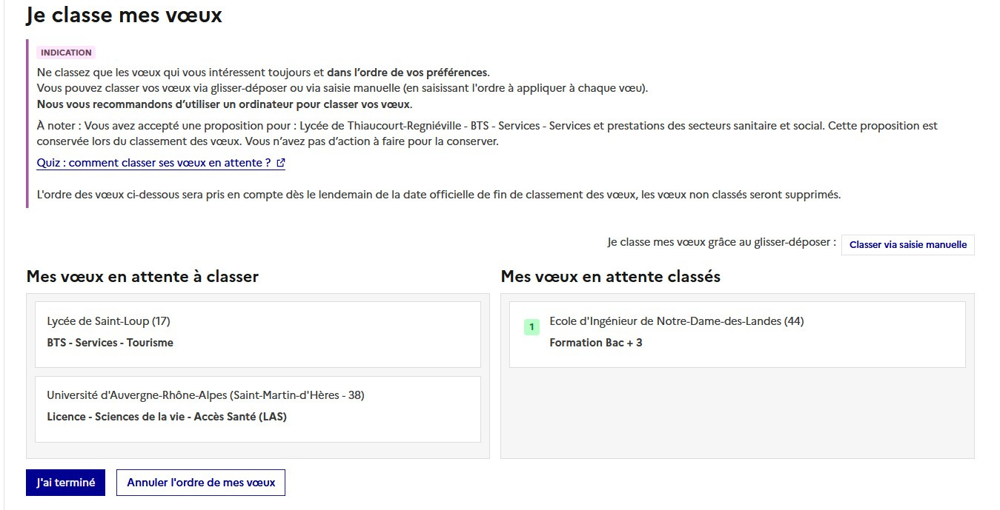 Je classe mes vœux
INDICATION
Ne classez que les vœux qui vous intéressent toujours et dans l’ordre de vos préférences.
Vous pouvez classer vos vœux via glisser-déposer ou via saisie manuelle (en saisissant l'ordre à appliquer à chaque vœu).
Nous vous recommandons d’utiliser un ordinateur pour classer vos vœux.
À noter : Vous avez accepté une proposition pour : Lycée de Thiaucourt-Regniéville - BTS - Services - Services et prestations des secteurs sanitaire et social. Cette proposition est
conservée lors du classement des vœux. Vous n’avez pas d’action à faire pour la conserver.
Quiz : comment classer ses vœux en attente ?
L'ordre des vœux ci-dessous sera pris en compte dès le lendemain de la date officielle de fin de classement des vœux, les vœux non classés seront supprimés.
Je classe mes vœux grâce au glisser-déposer : Classer via saisie manuelle
Mes vœux en attente à classer
Lycée de Saint-Loup (17)
BTS - Services - Tourisme
Université d'Auvergne-Rhône-Alpes (Saint-Martin-d'Hères - 38)
Licence - Sciences de la vie - Accès Santé (LAS)
Mes vœux en attente classés
1 Ecole d'Ingénieur de Notre-Dame-des-Landes (44)
Formation Bac + 3
J'ai terminé
Annuler l'ordre de mes vœux